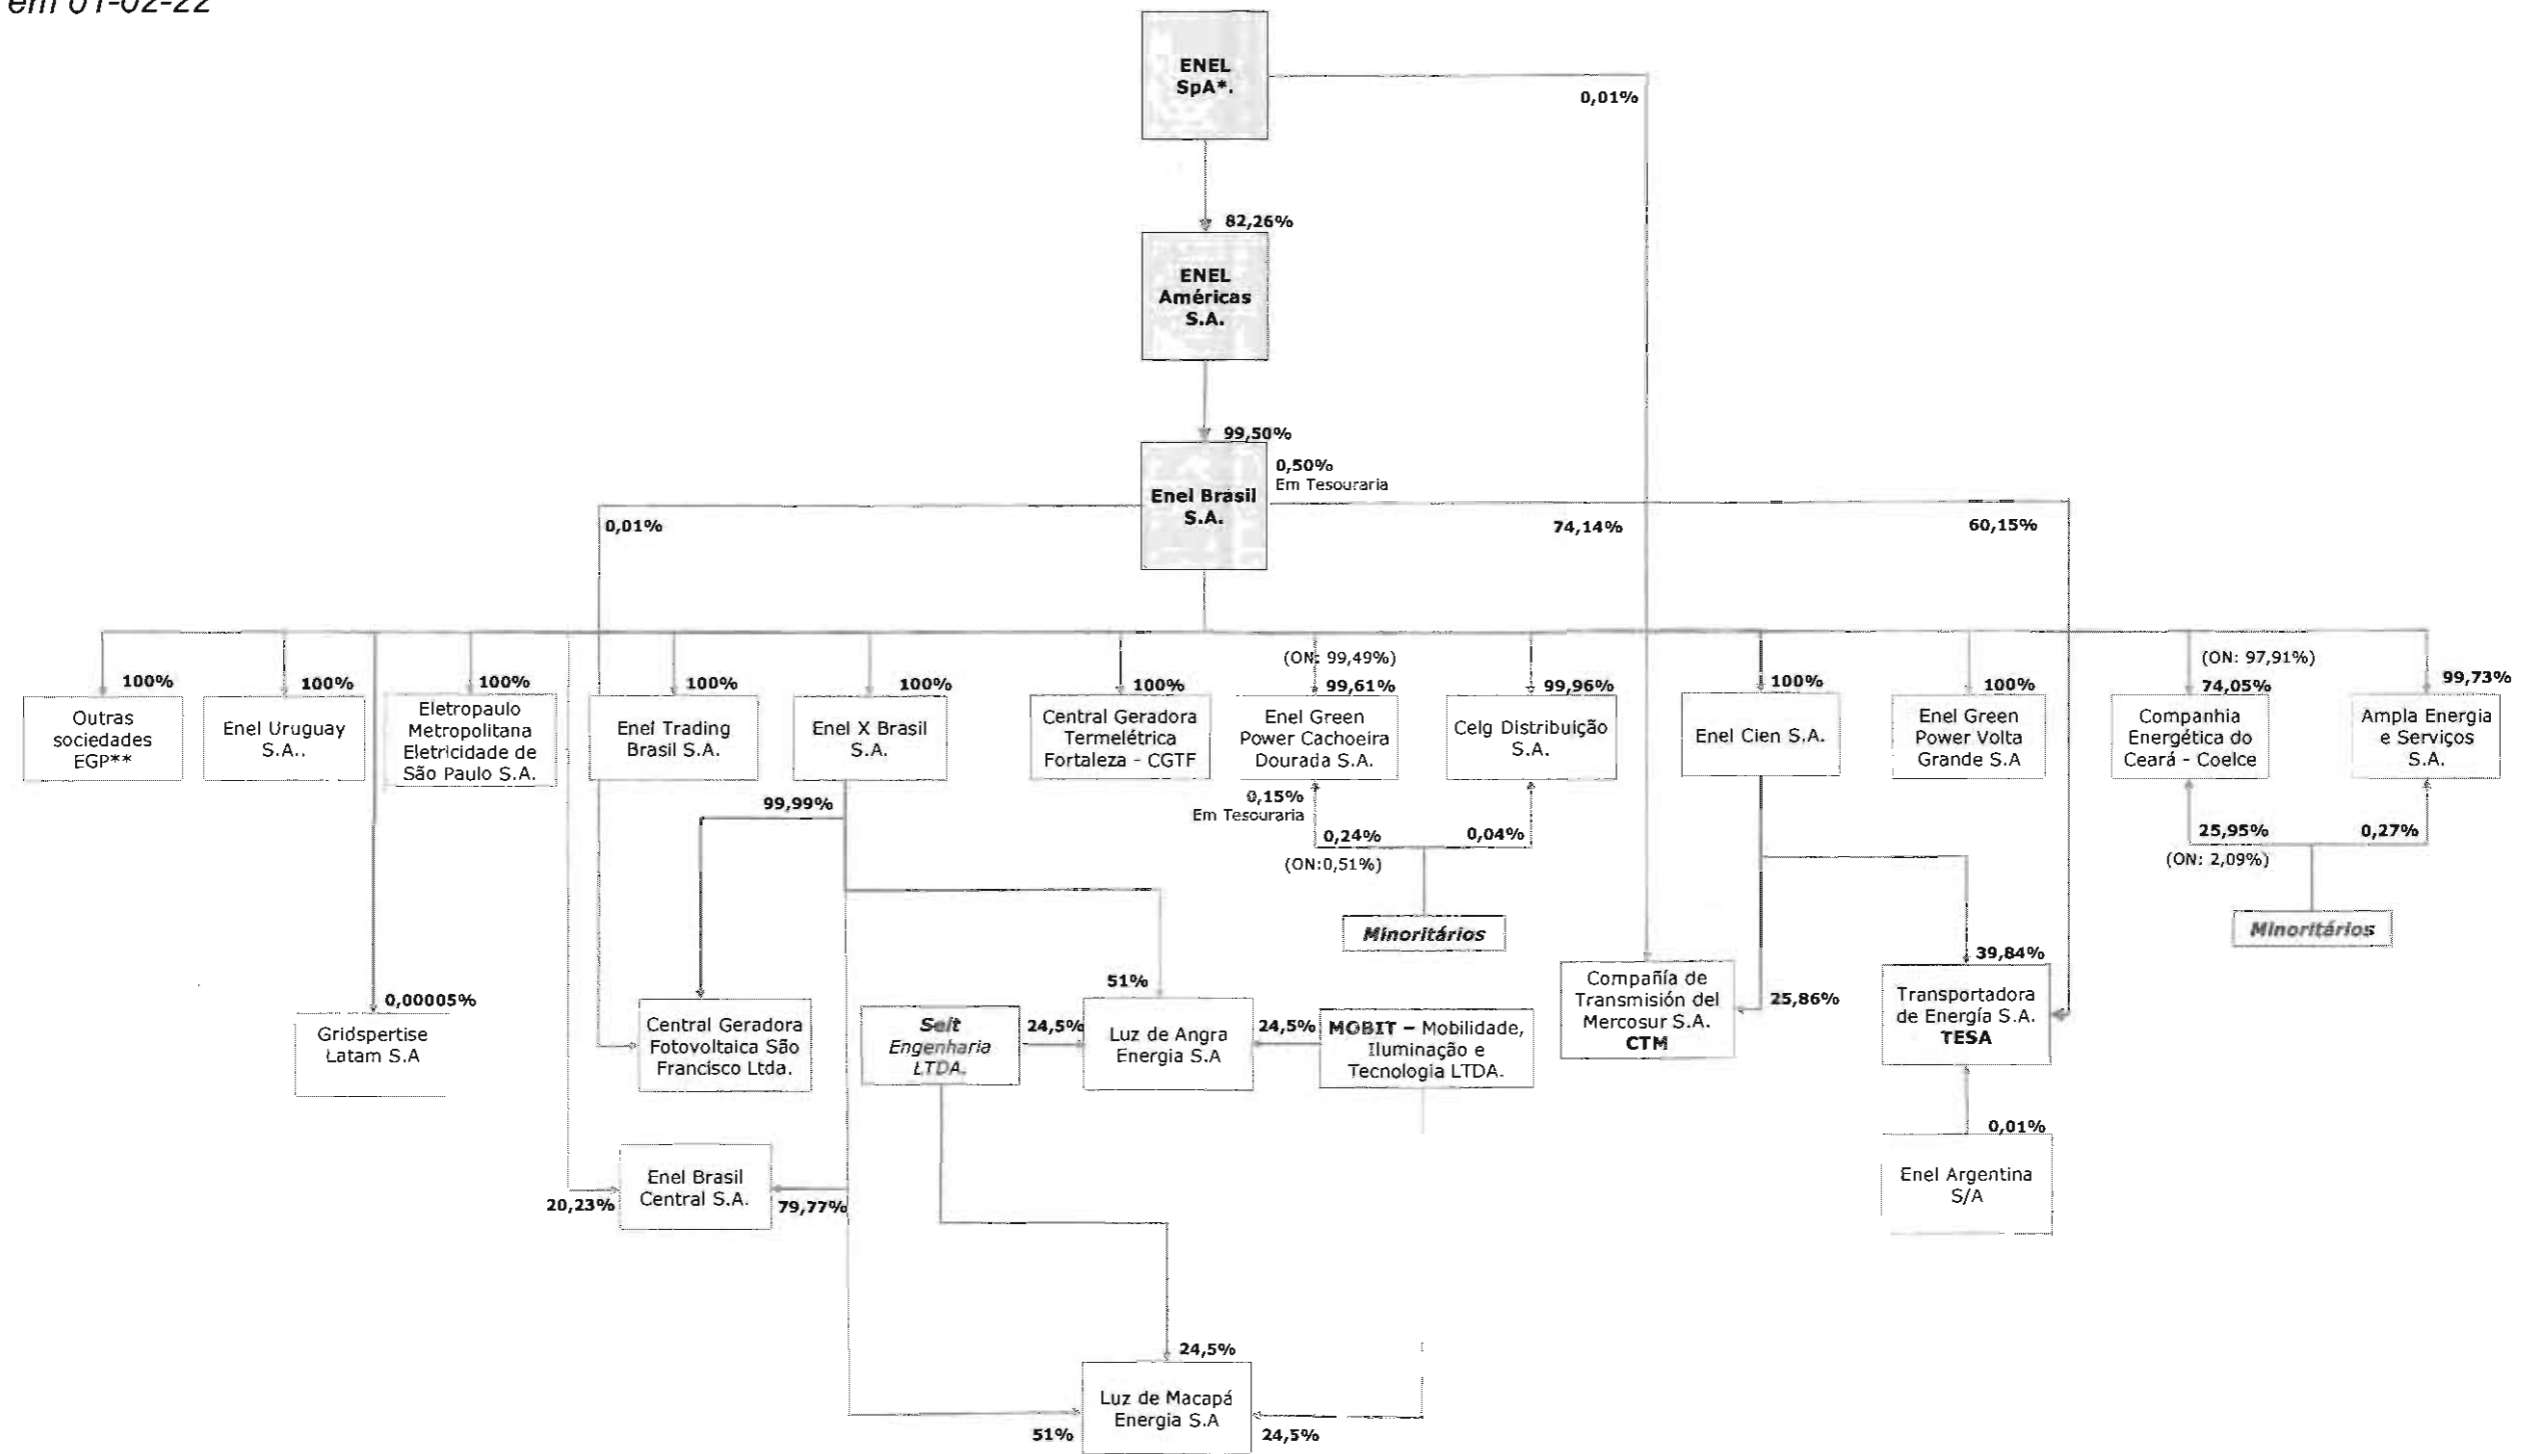 em 01-02-22
ENEL
SpA*.
0,01%
82,26%
ENEL
Américas
S.A.
99,50%
0,50%
Em Tesouraria
Enel Brasil
S.A.
0,01%
74,14%
60,15%
(ON: 99,49%)
(ON: 97,91%)
100%
100%
100%
100%
100%
100%
99,61%
99,96%
100%
100%
74,05%
99,73%
Outras
sociedades
EGP**
Enel Uruguay
S.A..
Eletropaulo
Metropolitana
Eletricidade de
São Paulo S.A.
Enel Trading
Brasil S.A.
Enel X Brasil
S.A.
Central Geradora
Termelétrica
Fortaleza - CGTF
Enel Green
Power Cachoeira
Dourada S.A.
Celg Distribuição
S.A.
Enel Cien S.A.
Enel Green
Power Volta
Grande S.A
Companhia
Energética do
Ceará - Coelce
Ampla Energia
e Serviços
S.A.
99,99%
0,15%
Em Tesouraria
0,24%
0,04%
(ON:0,51%)
25,95%
0,27%
(ON: 2,09%)
Minoritários
Minoritários
0,00005%
51%
39,84%
25,86%
Gridspertise
Latam S.A
Central Geradora
Fotovoltaica São
Francisco Ltda.
Selt
Engenharia
LTDA.
24,5%
Luz de Angra
Energia S.A
24,5%
MOBIT – Mobilidade,
Iluminação e
Tecnologia LTDA.
Compañía de
Transmisión del
Mercosur S.A.
CTM
Transportadora
de Energía S.A.
TESA
0,01%
Enel Argentina
S/A
Enel Brasil
Central S.A.
20,23%
79,77%
24,5%
Luz de Macapá
Energia S.A
51%
24,5%